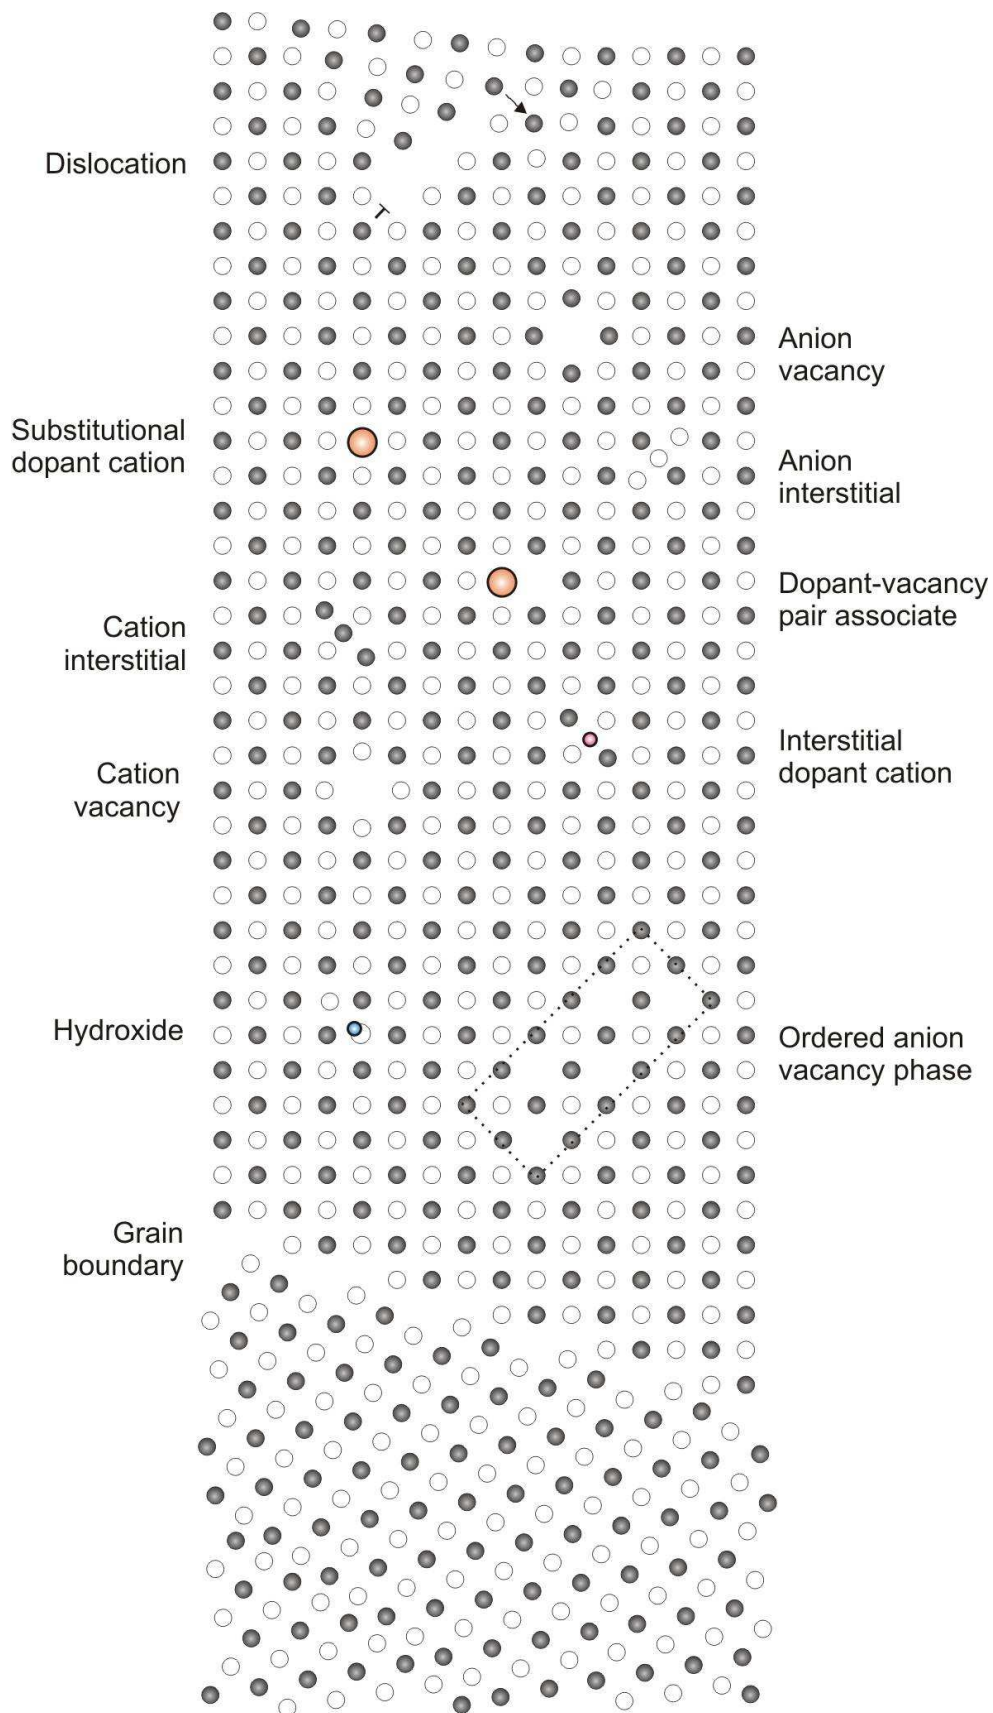 Dislocation
Anion
vacancy
Substitutional
dopant cation
Anion
interstitial
Dopant-vacancy
pair associate
Cation
interstitial
Interstitial
dopant cation
Cation
vacancy
Hydroxide
Ordered anion
vacancy phase
Grain
boundary